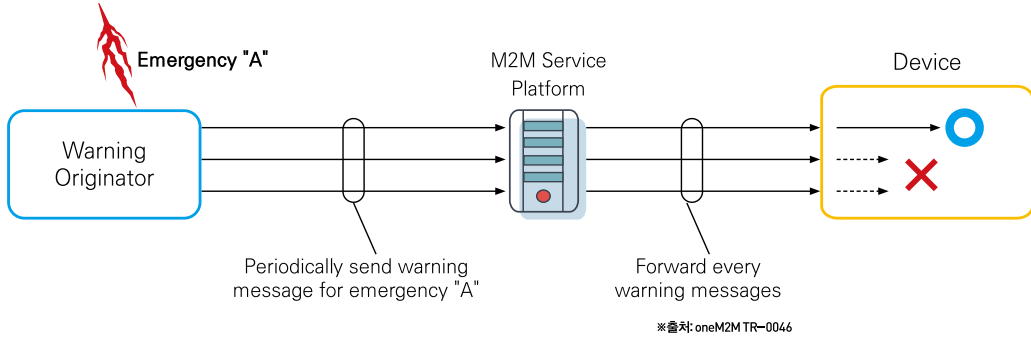 Emergency "A"
M2M Service
Platform
Device
Warning
Originator
Periodically send warning
message for emergency "A"
Forward every
warning messages
※출처: oneM2M TR-0046